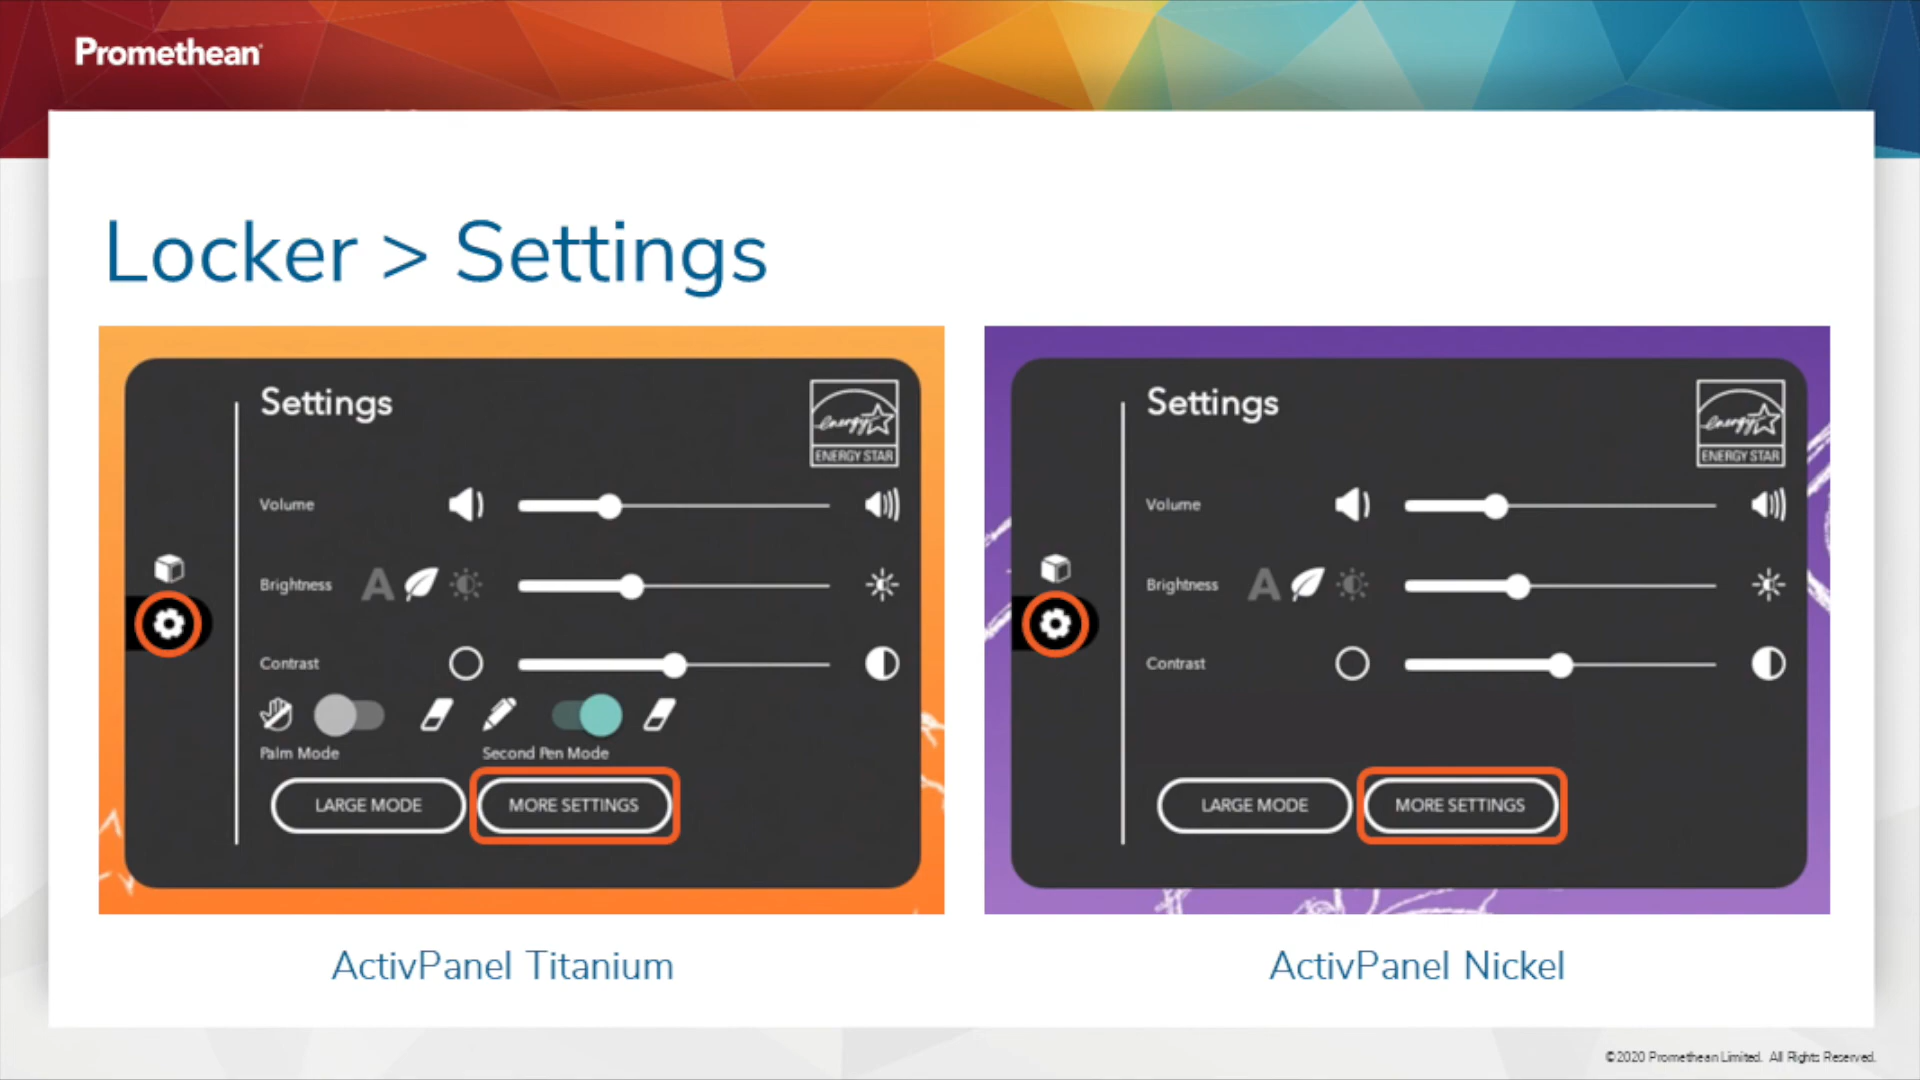 Promethean
Locker > Settings
Settings
energy
ENERGY STAR
Volume
Brightness
A
Contrast
Palm Mode
Second Pen Mode
LARGE MODE
MORE SETTINGS
ActivPanel Titanium
Settings
energy
ENERGY STAR
Volume
Brightness
A
Contrast
LARGE MODE
MORE SETTINGS
ActivPanel Nickel
©2020 Promethean Limited. All Rights Reserved.